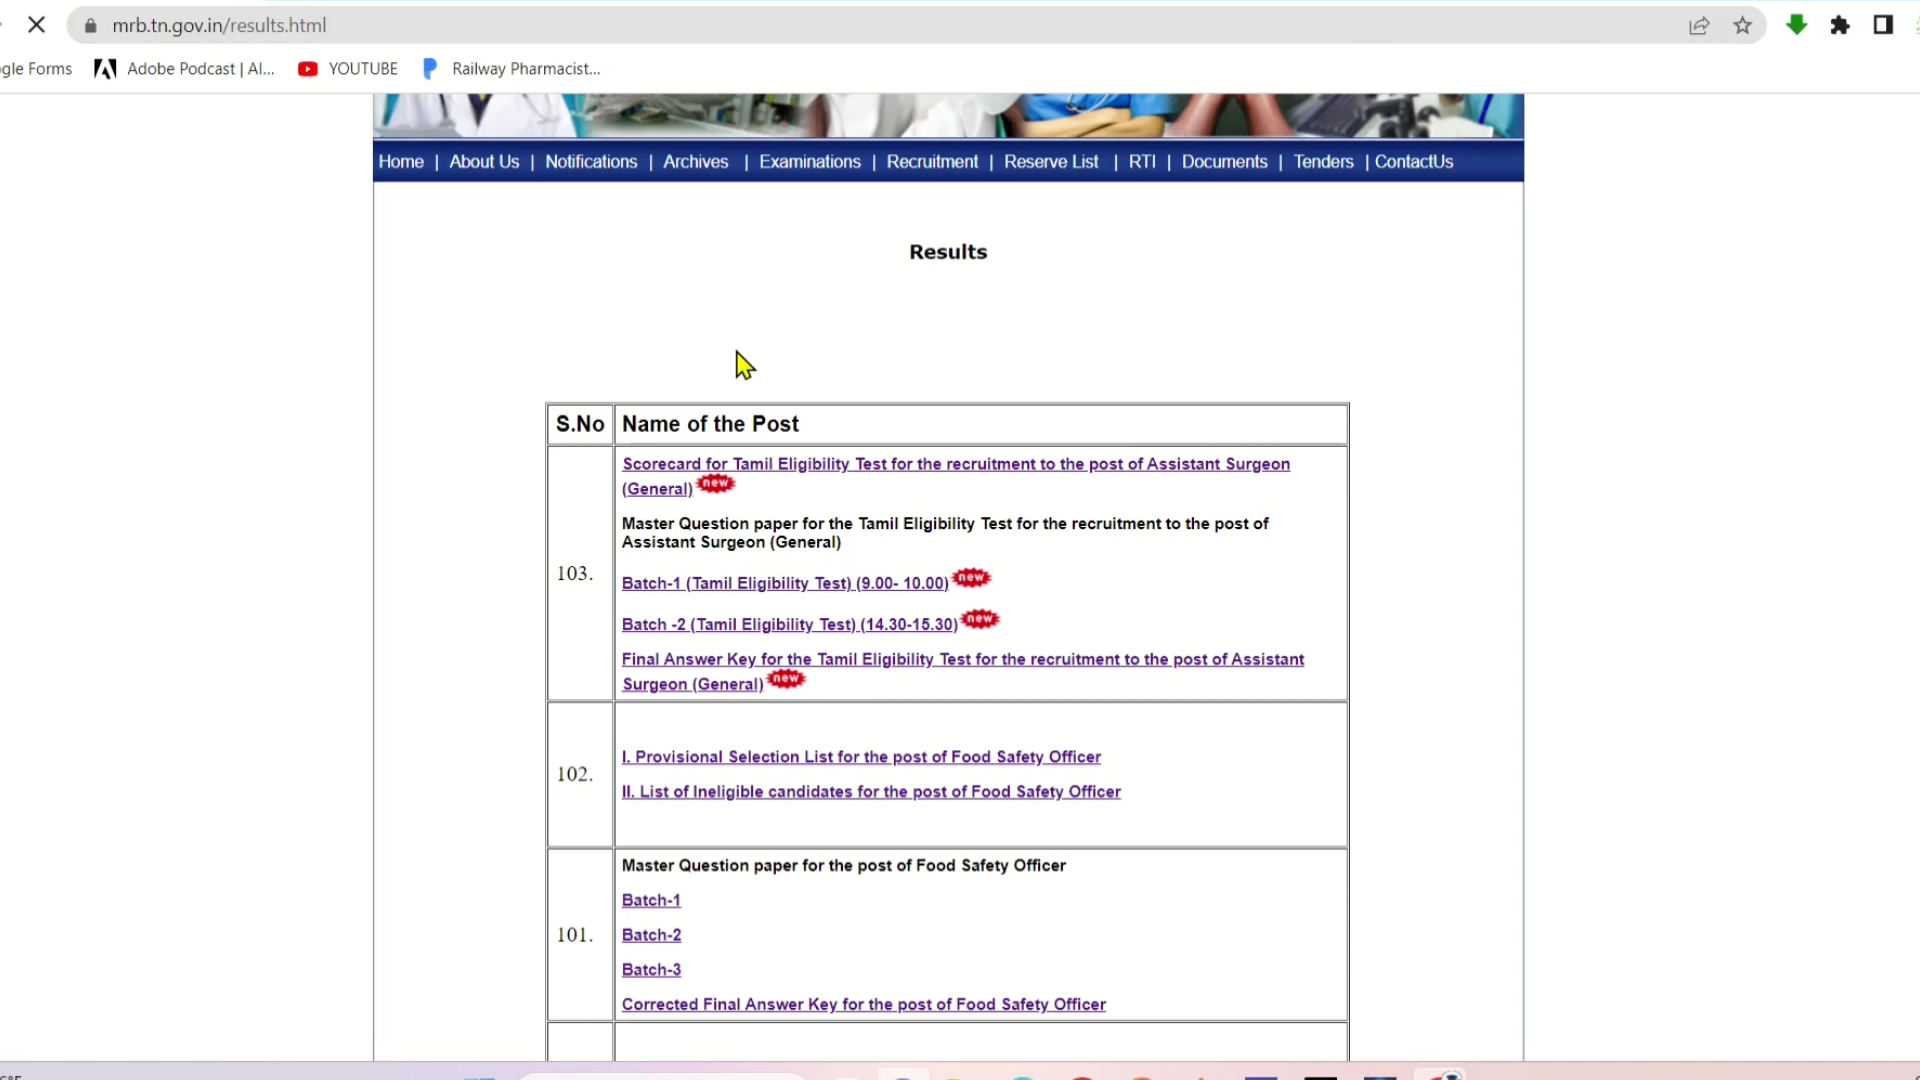 mrb.tn.gov.in/results.html
gle Forms Adobe Podcast | AI... YOUTUBE Railway Pharmacist...
Home | About Us | Notifications | Archives | Examinations | Recruitment | Reserve List | RTI | Documents | Tenders | ContactUs
Results
S.No Name of the Post
103.
Scorecard for Tamil Eligibility Test for the recruitment to the post of Assistant Surgeon
(General) new
Master Question paper for the Tamil Eligibility Test for the recruitment to the post of
Assistant Surgeon (General)
Batch-1 (Tamil Eligibility Test) (9.00- 10.00) new
Batch -2 (Tamil Eligibility Test) (14.30-15.30) new
Final Answer Key for the Tamil Eligibility Test for the recruitment to the post of Assistant
Surgeon (General) new
102.
I. Provisional Selection List for the post of Food Safety Officer
II. List of Ineligible candidates for the post of Food Safety Officer
101.
Master Question paper for the post of Food Safety Officer
Batch-1
Batch-2
Batch-3
Corrected Final Answer Key for the post of Food Safety Officer